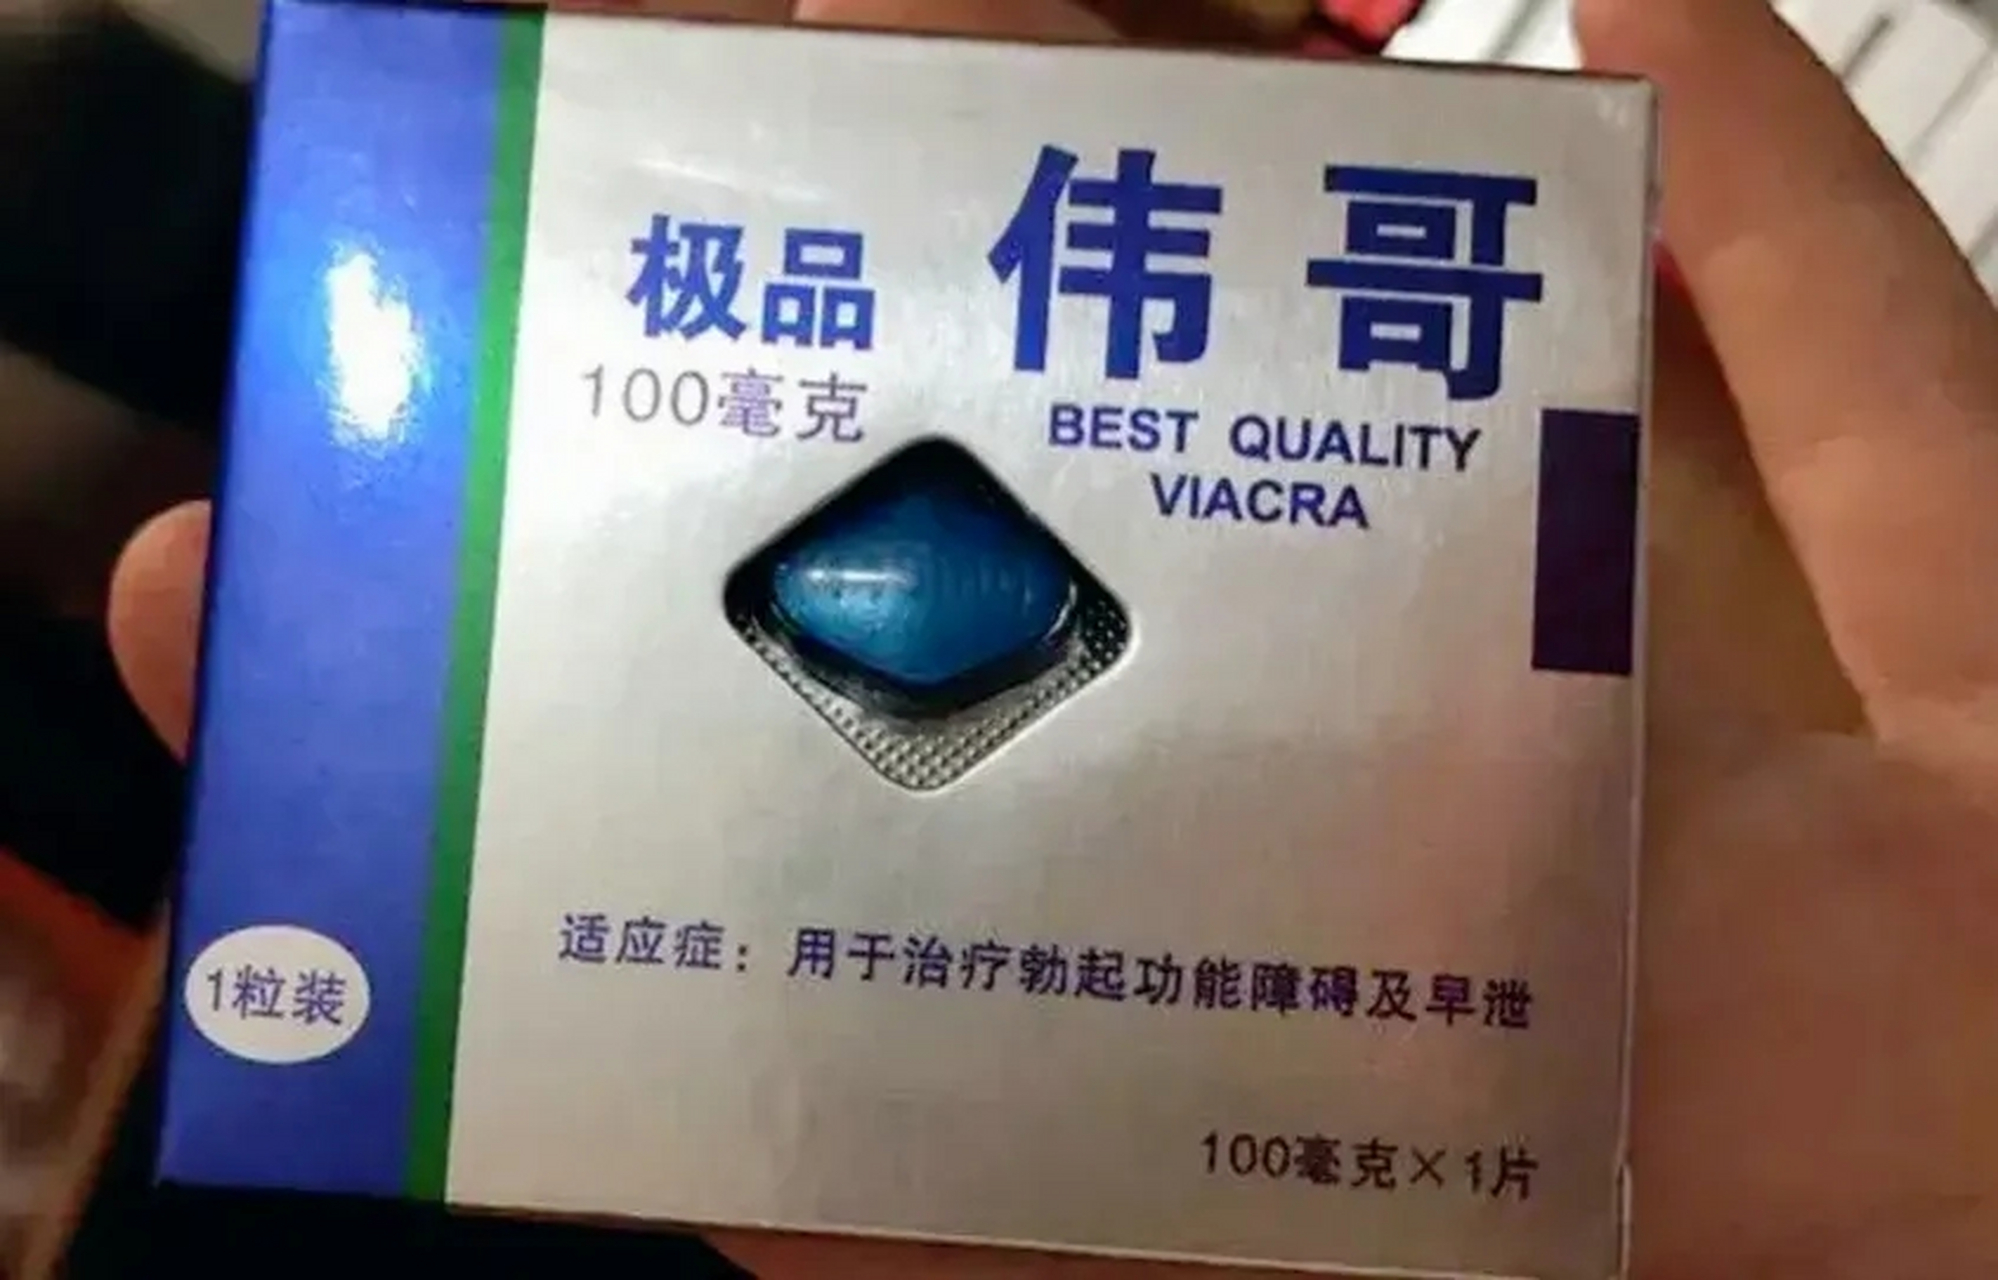 极品 伟哥
100毫克
BEST QUALITY
VIACRA
适应症：用于治疗勃起功能障碍及早泄
1粒装
100毫克×1片